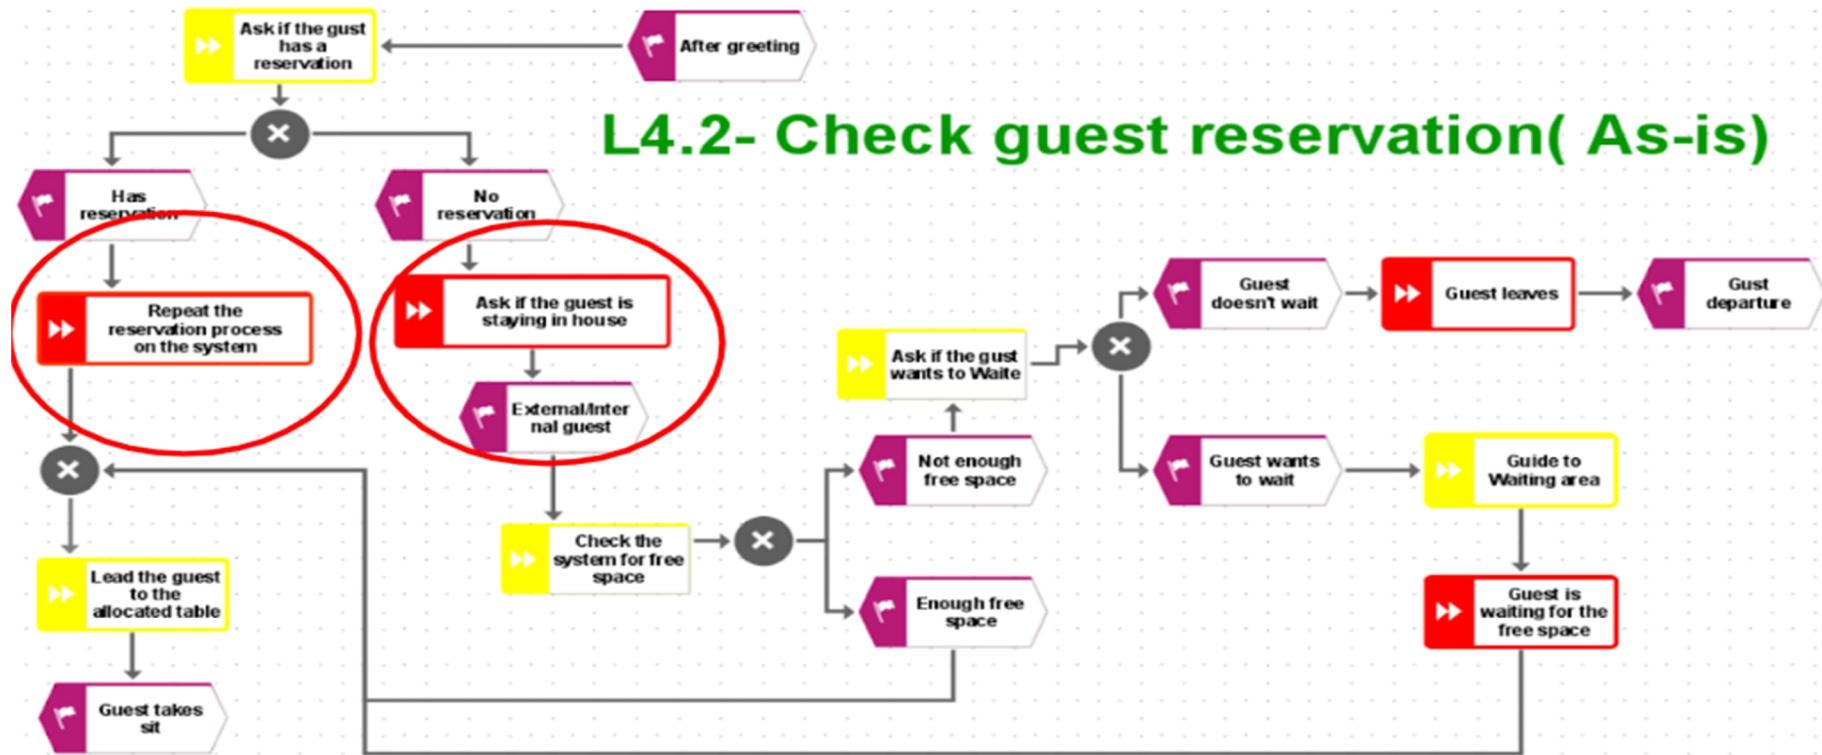 Ask if the gust
has a
reservation
After greeting
L4.2- Check guest reservation( As-is)
Has
reservation
No
reservation
Repeat the
reservation process
on the system
Ask if the guest is
staying in house
External/Inter
nal guest
Guest
doesn't wait
Guest leaves
Gust
departure
Ask if the gust
wants to Waite
Not enough
free space
Guest wants
to wait
Guide to
Waiting area
Check the
system for free
space
Lead the guest
to the
allocated table
Enough free
space
Guest is
waiting for the
free space
Guest takes
sit